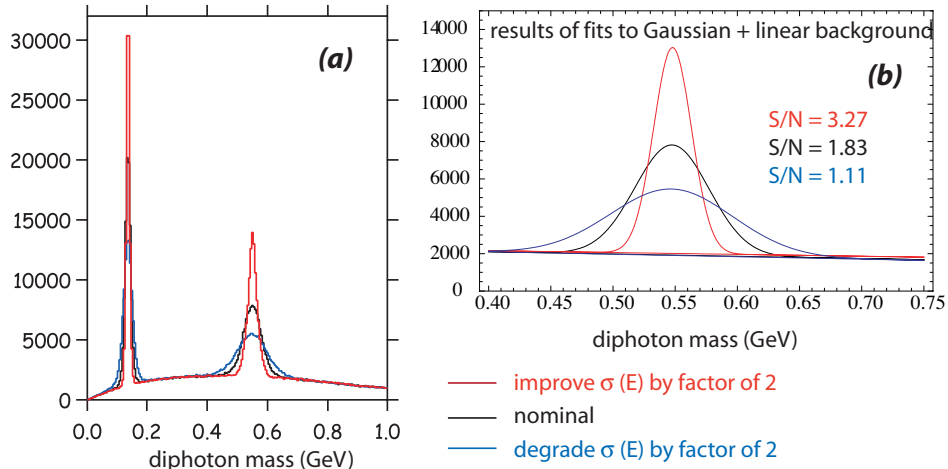 (a)
30000
25000
20000
15000
10000
5000
0
0.0 0.2 0.4 0.6 0.8 1.0
diphoton mass (GeV)
results of fits to Gaussian + linear background
(b)
14000
12000
10000
8000
6000
4000
2000
0
S/N = 3.27
S/N = 1.83
S/N = 1.11
0.40 0.45 0.50 0.55 0.60 0.65 0.70 0.75
diphoton mass (GeV)
improve σ (E) by factor of 2
nominal
degrade σ (E) by factor of 2